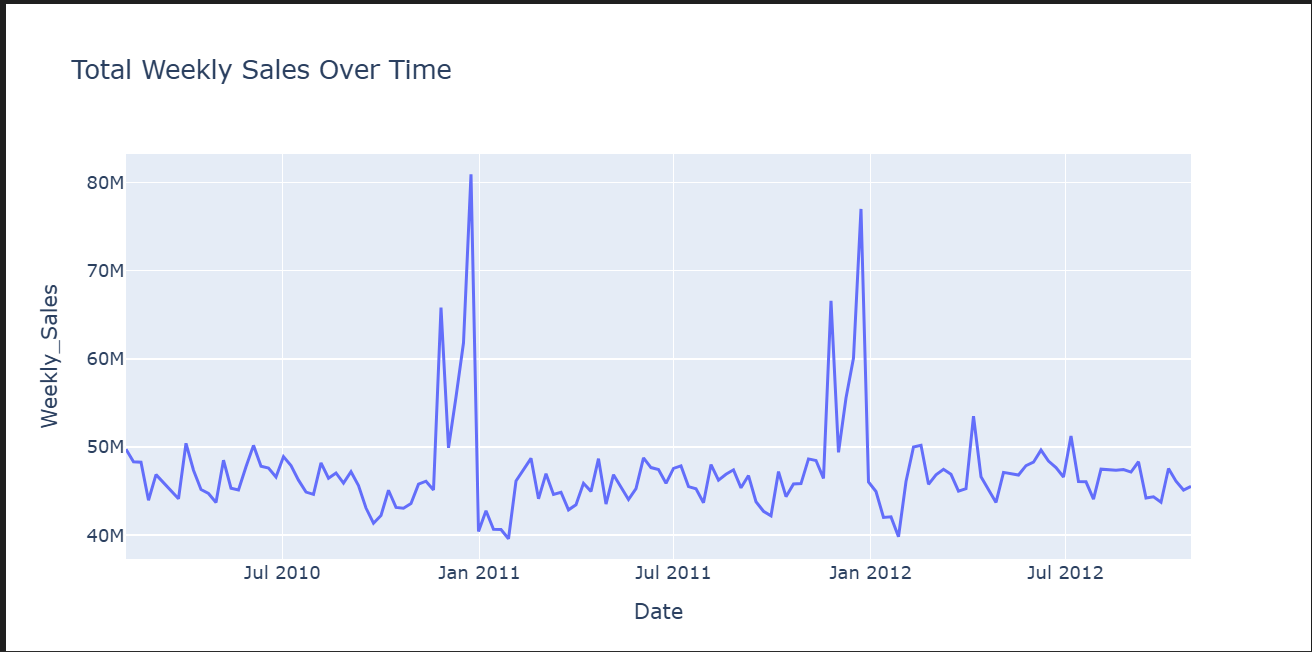 Total Weekly Sales Over Time
Weekly_Sales
80M
70M
60M
50M
40M
Jul 2010
Jan 2011
Jul 2011
Jan 2012
Jul 2012
Date